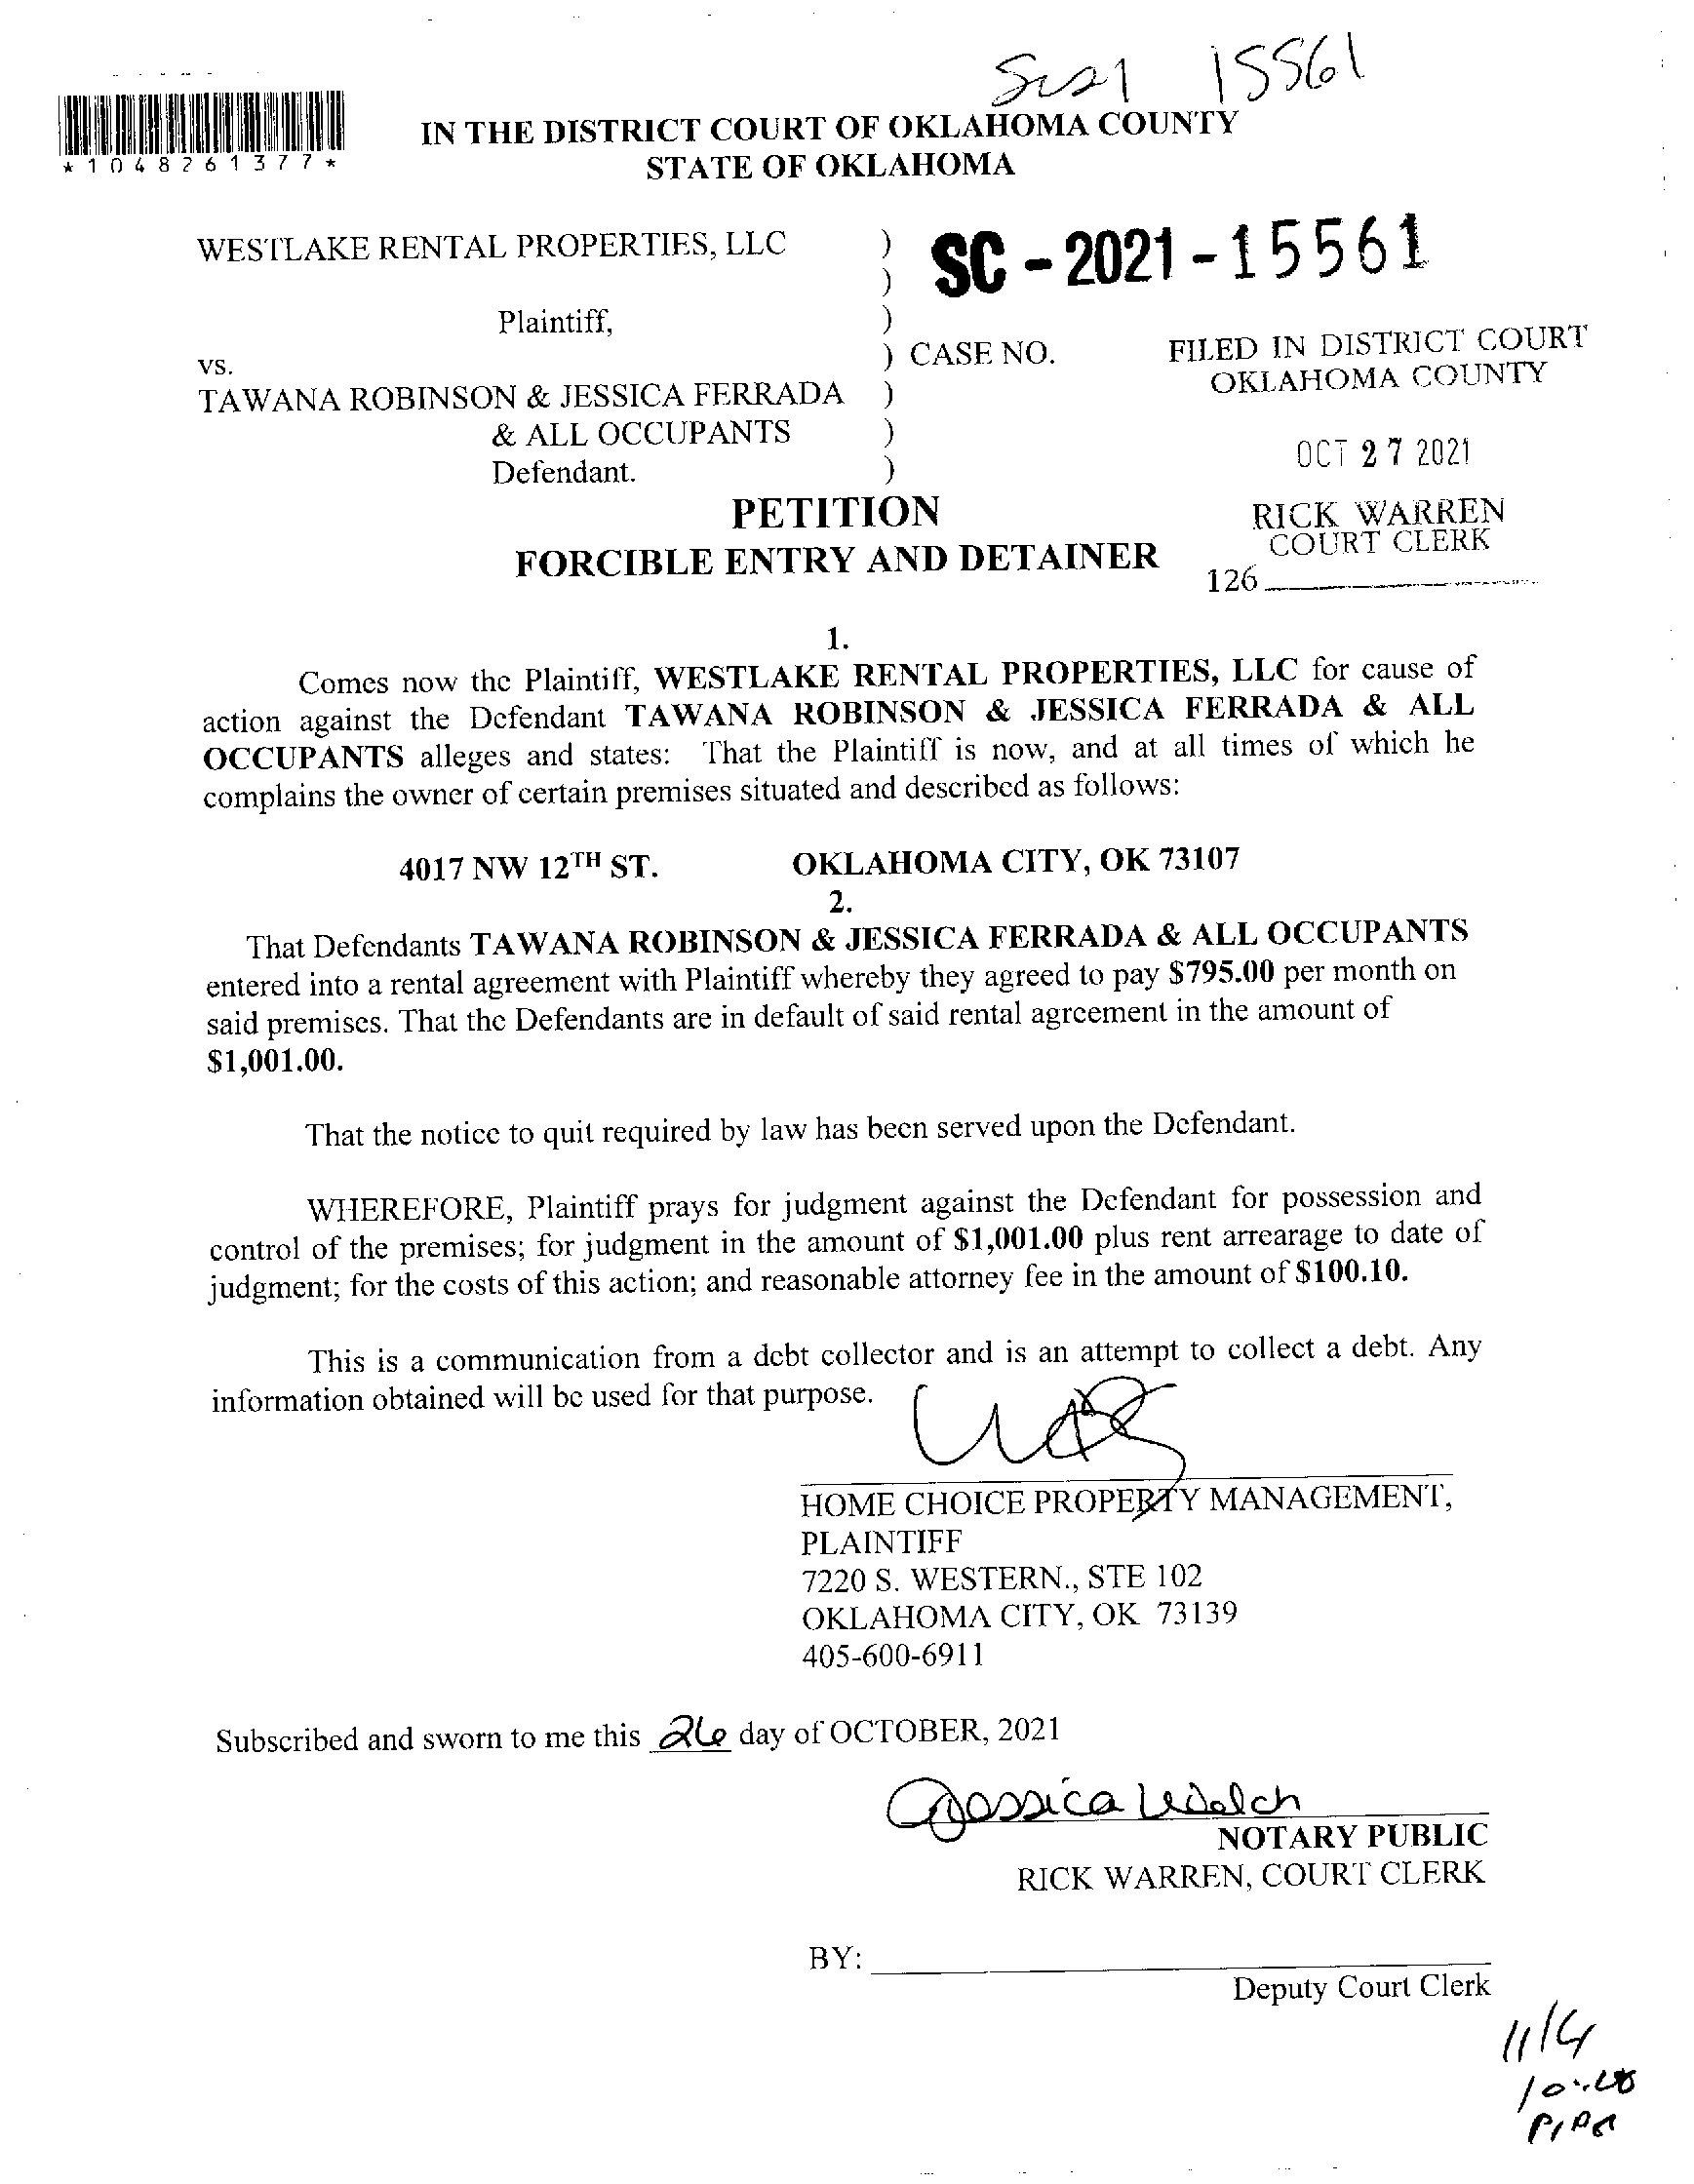 15561
*1048261377*
IN THE DISTRICT COURT OF OKLAHOMA COUNTY
STATE OF OKLAHOMA
WESTLAKE RENTAL PROPERTIES, LLC )
)
SC - 2021 - 15561
Plaintiff, )
vs. ) CASE NO.
FILED IN DISTRICT COURT
OKLAHOMA COUNTY
TAWANA ROBINSON & JESSICA FERRADA )
& ALL OCCUPANTS )
Defendant. )
OCT 27 2021
RICK WARREN
COURT CLERK
126
PETITION
FORCIBLE ENTRY AND DETAINER
1.
Comes now the Plaintiff, WESTLAKE RENTAL PROPERTIES, LLC for cause of
action against the Defendant TAWANA ROBINSON & JESSICA FERRADA & ALL
OCCUPANTS alleges and states: That the Plaintiff is now, and at all times of which he
complains the owner of certain premises situated and described as follows:
4017 NW 12TH ST. OKLAHOMA CITY, OK 73107
2.
That Defendants TAWANA ROBINSON & JESSICA FERRADA & ALL OCCUPANTS
entered into a rental agreement with Plaintiff whereby they agreed to pay $795.00 per month on
said premises. That the Defendants are in default of said rental agreement in the amount of
$1,001.00.
That the notice to quit required by law has been served upon the Defendant.
WHEREFORE, Plaintiff prays for judgment against the Defendant for possession and
control of the premises; for judgment in the amount of $1,001.00 plus rent arrearage to date of
judgment; for the costs of this action; and reasonable attorney fee in the amount of $100.10.
This is a communication from a debt collector and is an attempt to collect a debt. Any
information obtained will be used for that purpose.
HOME CHOICE PROPERTY MANAGEMENT,
PLAINTIFF
7220 S. WESTERN., STE 102
OKLAHOMA CITY, OK 73139
405-600-6911
Subscribed and sworn to me this 26 day of OCTOBER, 2021
Jessica Welch
NOTARY PUBLIC
RICK WARREN, COURT CLERK
BY:
Deputy Court Clerk
11/4